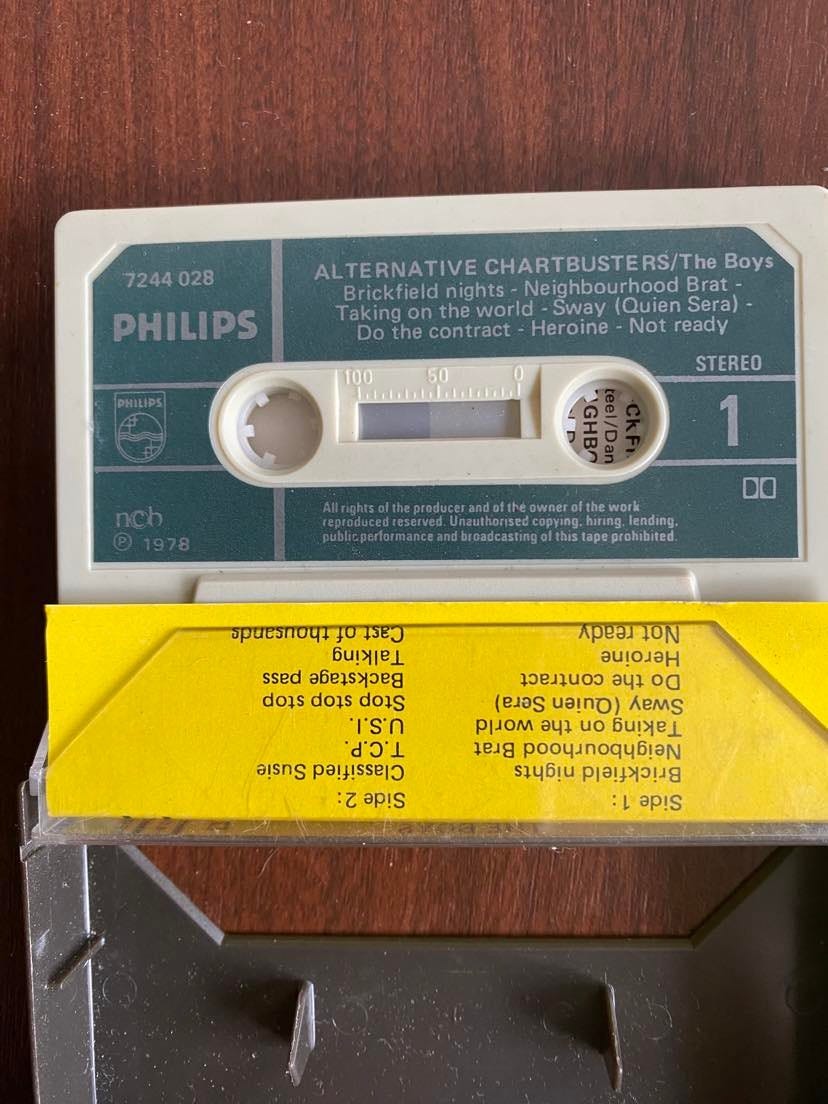 7244 028
PHILIPS
PHILIPS
nCb
℗ 1978
ALTERNATIVE CHARTBUSTERS/The Boys
Brickfield nights - Neighbourhood Brat -
Taking on the world - Sway (Quien Sera) -
Do the contract - Heroine - Not ready
STEREO
100 50 0
1
All rights of the producer and of the owner of the work
reproduced reserved. Unauthorised copying, hiring, lending,
public performance and broadcasting of this tape prohibited.
Side 1:
Brickfield nights
Neighbourhood Brat
Taking on the world
Sway (Quien Sera)
Do the contract
Heroine
Not ready
Side 2:
Classified Susie
T.C.P.
U.S.I.
Stop stop stop
Backstage pass
Talking
Cast of thousands